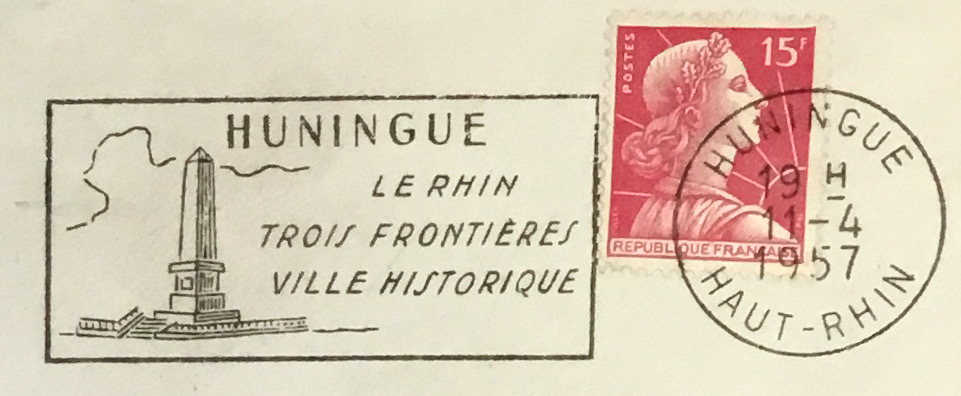 HUNINGUE
LE RHIN
TROIS FRONTIÈRES
VILLE HISTORIQUE
POSTES
15F
REPUBLIQUE FRANÇAISE
HUNINGUE
19 H
11-4
1957
HAUT-RHIN